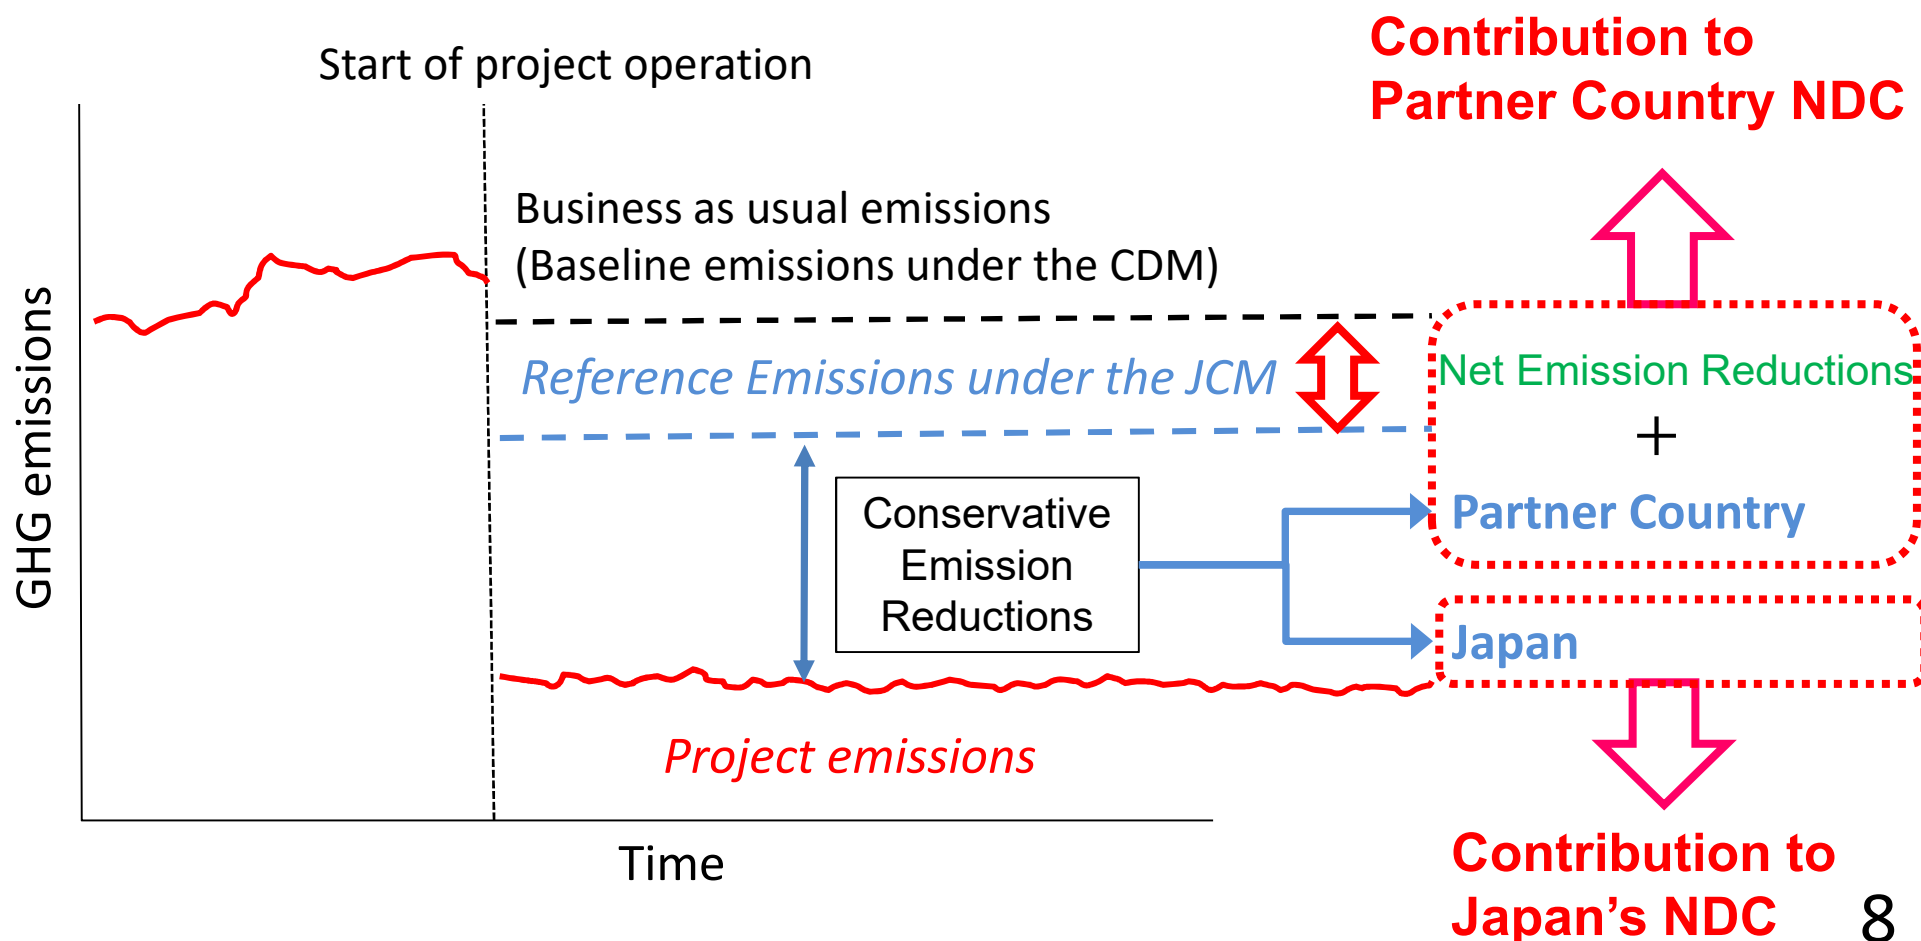 Contribution to
Partner Country NDC
Start of project operation
Business as usual emissions
(Baseline emissions under the CDM)
GHG emissions
Reference Emissions under the JCM
Net Emission Reductions
+
Conservative
Emission
Reductions
Partner Country
Japan
Project emissions
Time
Contribution to
Japan’s NDC
8